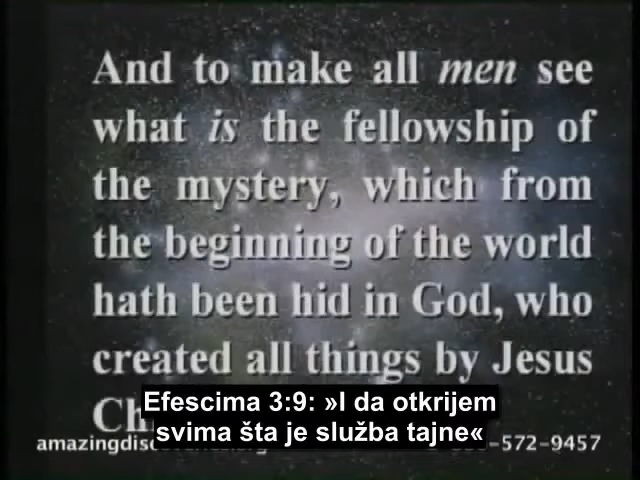 And to make all men see
what is the fellowship of
the mystery, which from
the beginning of the world
hath been hid in God, who
created all things by Jesus
Efescima 3:9: »I da otkrijem
svima šta je služba tajne«
-572-9457